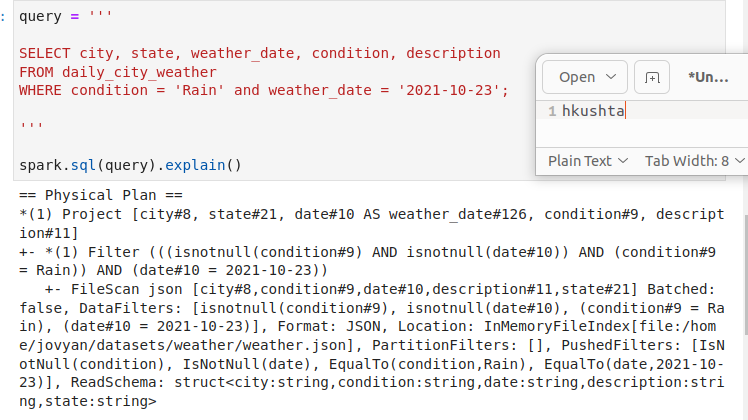 :
query = '''
SELECT city, state, weather_date, condition, description
FROM daily_city_weather
WHERE condition = 'Rain' and weather_date = '2021-10-23';
'''
spark.sql(query).explain()
Open
*Un...
1 hkushta
Plain Text
Tab Width: 8
== Physical Plan ==
*(1) Project [city#8, state#21, date#10 AS weather_date#126, condition#9, descript
ion#11]
+- *(1) Filter (((isnotnull(condition#9) AND isnotnull(date#10)) AND (condition#9
= Rain)) AND (date#10 = 2021-10-23))
+- FileScan json [city#8,condition#9,date#10,description#11,state#21] Batched:
false, DataFilters: [isnotnull(condition#9), isnotnull(date#10), (condition#9 = Ra
in), (date#10 = 2021-10-23)], Format: JSON, Location: InMemoryFileIndex[file:/hom
e/jovyan/datasets/weather/weather.json], PartitionFilters: [], PushedFilters: [IsN
otNull(condition), IsNotNull(date), EqualTo(condition,Rain), EqualTo(date,2021-10-
23)], ReadSchema: struct<city:string,condition:string,date:string,description:stri
ng,state:string>